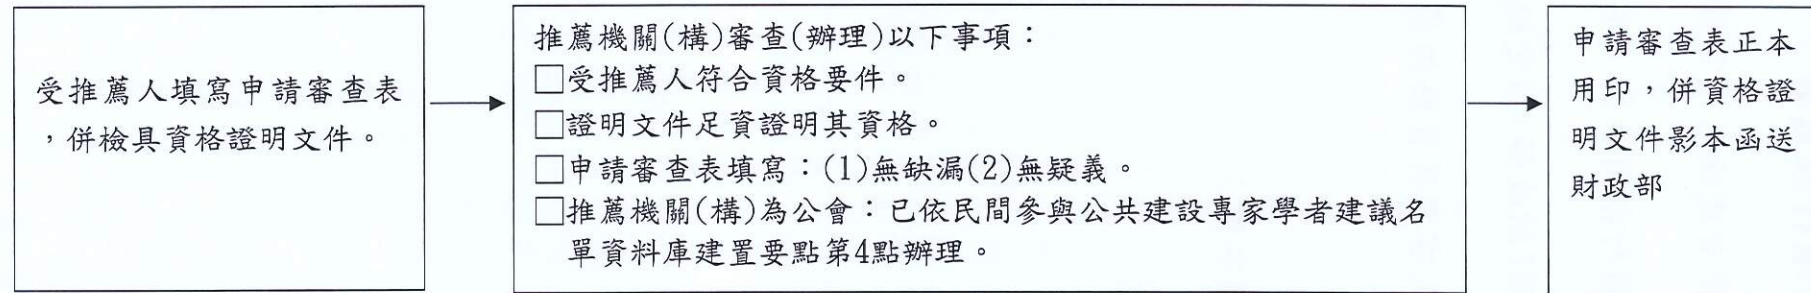 受推薦人填寫申請審查表
，併檢具資格證明文件。
推薦機關(構)審查(辦理)以下事項：
□受推薦人符合資格要件。
□證明文件足資證明其資格。
□申請審查表填寫：(1)無缺漏(2)無疑義。
□推薦機關(構)為公會：已依民間參與公共建設專家學者建議名
單資料庫建置要點第4點辦理。
申請審查表正本
用印，併資格證
明文件影本函送
財政部